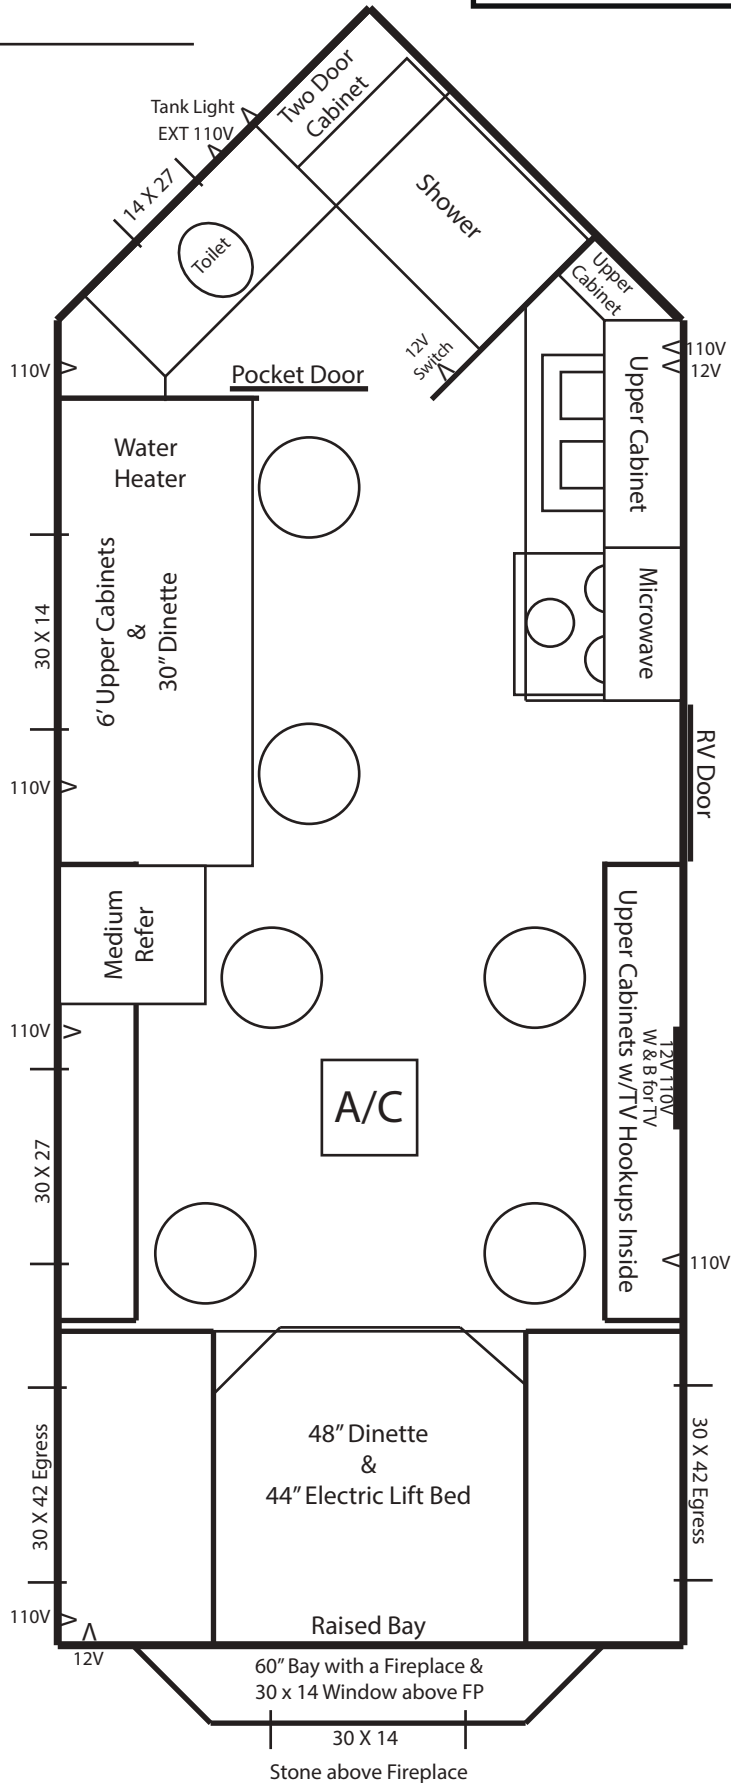 Two Door
Cabinet
Tank Light
EXT 110V
14 X 27
Toilet
Shower
Upper
Cabinet
12V
Switch
110V
Pocket Door
110V
12V
Upper Cabinet
Water
Heater
6' Upper Cabinets
&
30" Dinette
30 X 14
Microwave
110V
RV Door
Medium
Refer
110V
A/C
Upper Cabinets w/TV Hookups Inside
12V 110V
W & B for TV
30 X 27
110V
48" Dinette
&
44" Electric Lift Bed
30 X 42 Egress
30 X 42 Egress
110V
12V
Raised Bay
60" Bay with a Fireplace &
30 x 14 Window above FP
30 X 14
Stone above Fireplace